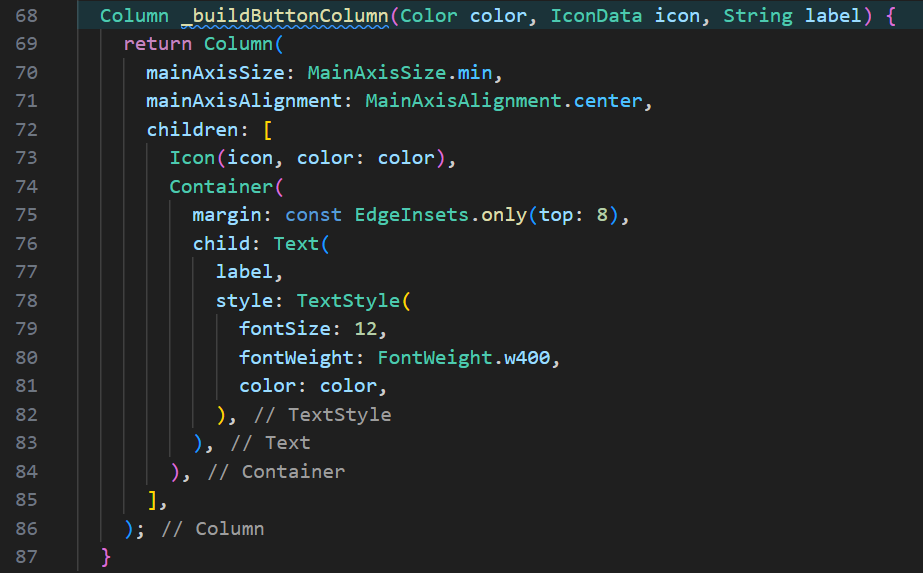 68 Column _buildButtonColumn(Color color, IconData icon, String label) {
69 return Column(
70 mainAxisSize: MainAxisSize.min,
71 mainAxisAlignment: MainAxisAlignment.center,
72 children: [
73 Icon(icon, color: color),
74 Container(
75 margin: const EdgeInsets.only(top: 8),
76 child: Text(
77 label,
78 style: TextStyle(
79 fontSize: 12,
80 fontWeight: FontWeight.w400,
81 color: color,
82 ), // TextStyle
83 ), // Text
84 ), // Container
85 ],
86 ); // Column
87 }